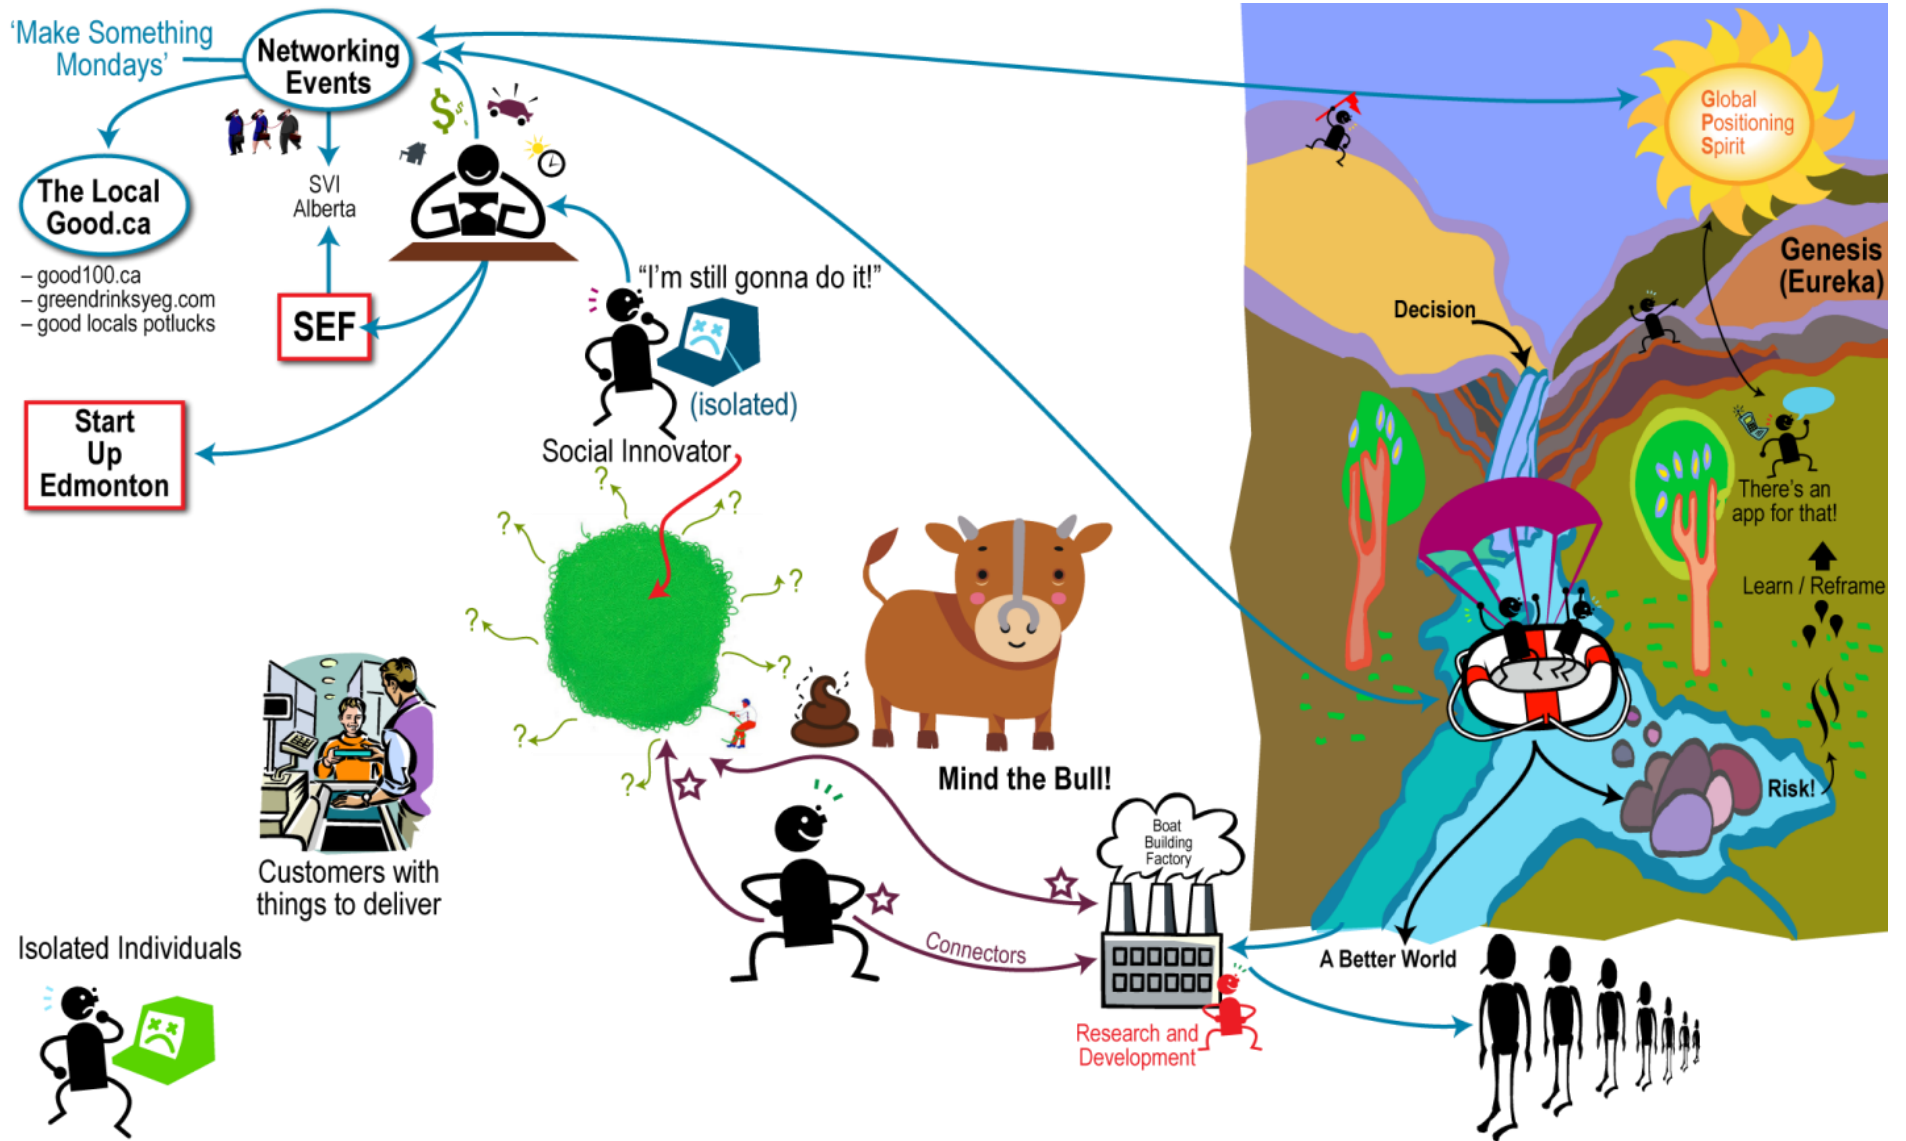 ‘Make Something
Mondays’
Networking
Events
The Local
Good.ca
– good100.ca
– greendrinksyeg.com
– good locals potlucks
SVI
Alberta
SEF
Start
Up
Edmonton
$
$
“I’m still gonna do it!”
(isolated)
Social Innovator
?
?
?
?
?
?
?
?
Mind the Bull!
Customers with
things to deliver
Isolated Individuals
Connectors
Boat
Building
Factory
Research and
Development
Global
Positioning
Spirit
Genesis
(Eureka)
Decision
There’s an
app for that!
Learn / Reframe
Risk!
A Better World